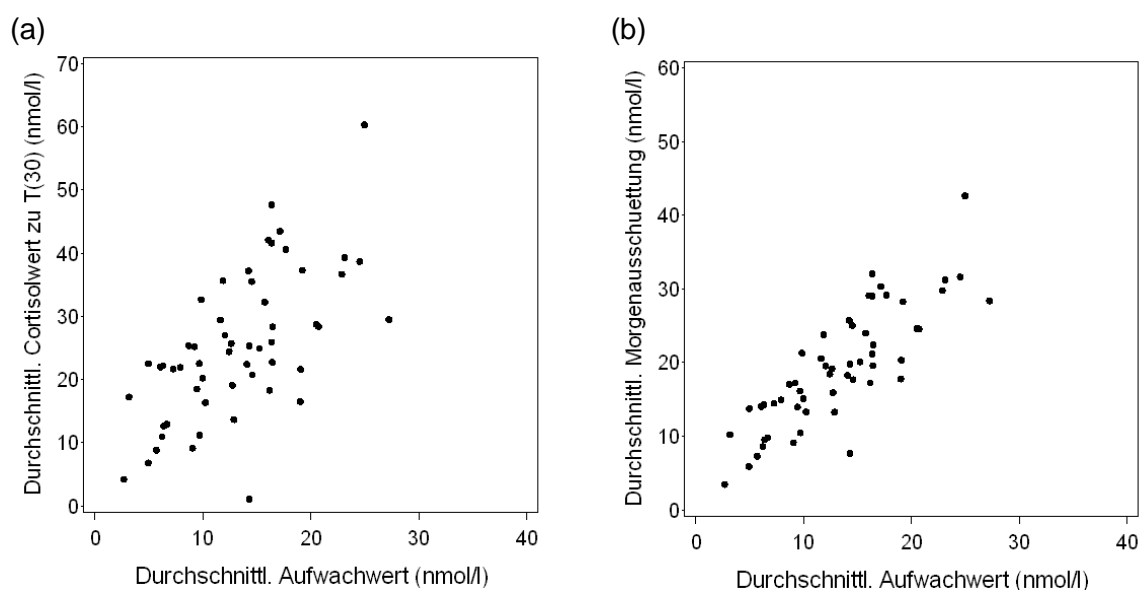 (a)
70
60
50
40
30
20
10
0
Durchschnittl. Cortisolwert zu T(30) (nmol/l)
0 10 20 30 40
Durchschnittl. Aufwachwert (nmol/l)
(b)
60
50
40
30
20
10
0
Durchschnittl. Morgenausschuettung (nmol/l)
0 10 20 30 40
Durchschnittl. Aufwachwert (nmol/l)